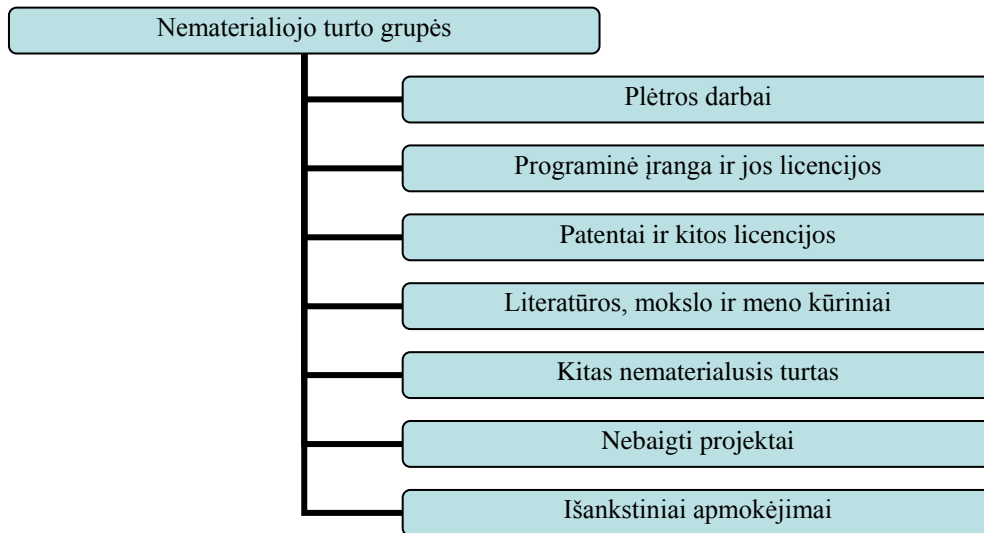 Nematerialiojo turto grupės
Plėtros darbai
Programinė įranga ir jos licencijos
Patentai ir kitos licencijos
Literatūros, mokslo ir meno kūriniai
Kitas nematerialusis turtas
Nebaigti projektai
Išankstiniai apmokėjimai